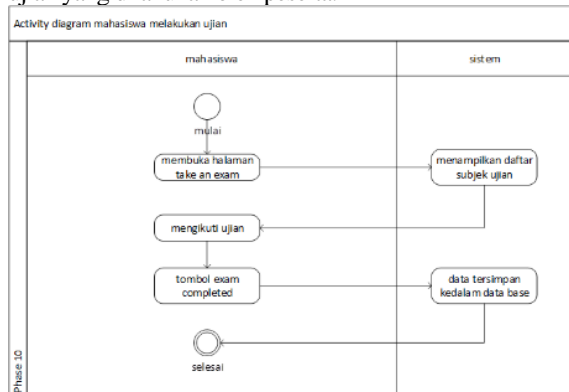 Activity diagram mahasiswa melakukan ujian
mahasiswa
sistem
mulai
membuka halaman
take an exam
menampilkan daftar
subjek ujian
mengikuti ujian
tombol exam
completed
data tersimpan
kedalam data base
selesai
Phase 10